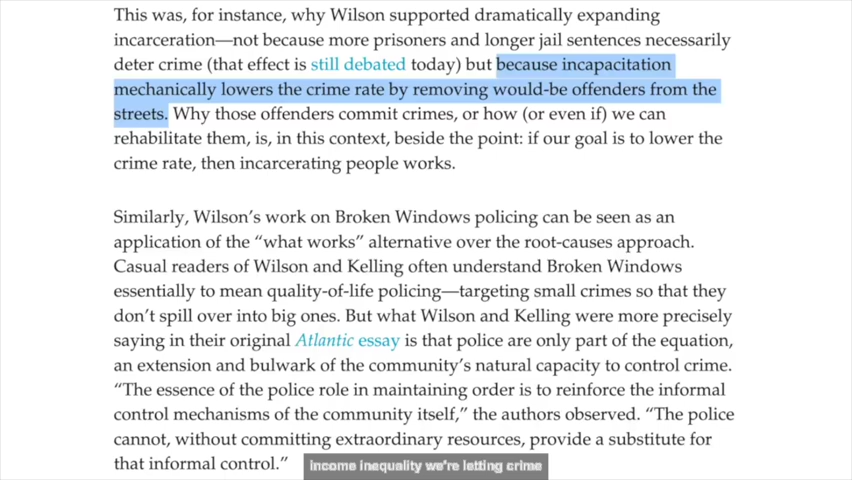 This was, for instance, why Wilson supported dramatically expanding
incarceration—not because more prisoners and longer jail sentences necessarily
deter crime (that effect is still debated today) but because incapacitation
mechanically lowers the crime rate by removing would-be offenders from the
streets. Why those offenders commit crimes, or how (or even if) we can
rehabilitate them, is, in this context, beside the point: if our goal is to lower the
crime rate, then incarcerating people works.
Similarly, Wilson’s work on Broken Windows policing can be seen as an
application of the “what works” alternative over the root-causes approach.
Casual readers of Wilson and Kelling often understand Broken Windows
essentially to mean quality-of-life policing—targeting small crimes so that they
don’t spill over into big ones. But what Wilson and Kelling were more precisely
saying in their original Atlantic essay is that police are only part of the equation,
an extension and bulwark of the community’s natural capacity to control crime.
“The essence of the police role in maintaining order is to reinforce the informal
control mechanisms of the community itself,” the authors observed. “The police
cannot, without committing extraordinary resources, provide a substitute for
that informal control.”
income inequality we're letting crime